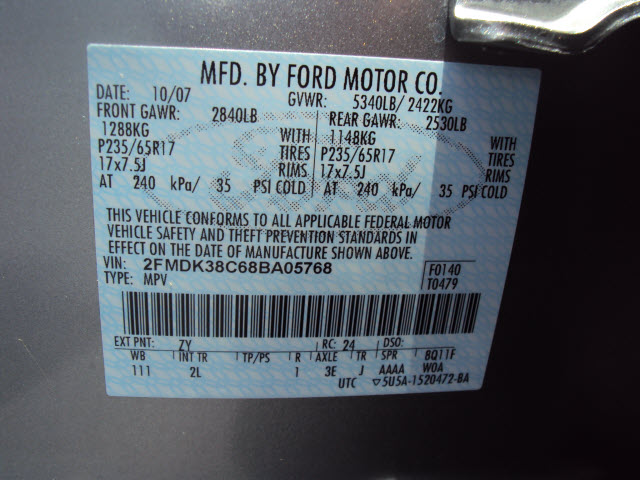 MFD. BY FORD MOTOR CO.
DATE: 10/07 GVWR: 5340LB/ 2422KG
FRONT GAWR: 2840LB REAR GAWR: 2530LB
1288KG WITH 1148KG WITH
P235/65R17 TIRES P235/65R17 TIRES
17x7.5J RIMS 17x7.5J RIMS
AT 240 kPa/ 35 PSI COLD AT 240 kPa/ 35 PSI COLD
THIS VEHICLE CONFORMS TO ALL APPLICABLE FEDERAL MOTOR
VEHICLE SAFETY AND THEFT PREVENTION STANDARDS IN
EFFECT ON THE DATE OF MANUFACTURE SHOWN ABOVE.
VIN: 2FMDK38C68BA05768 F0140
TYPE: MPV T0479
EXT PNT: ZY RC: 24 DSO:
WB INT TR TP/PS R AXLE TR SPR BQ11F
111 2L 1 3E J AAAA W0A
UTC ▽5U5A-1520472-BA
Ford